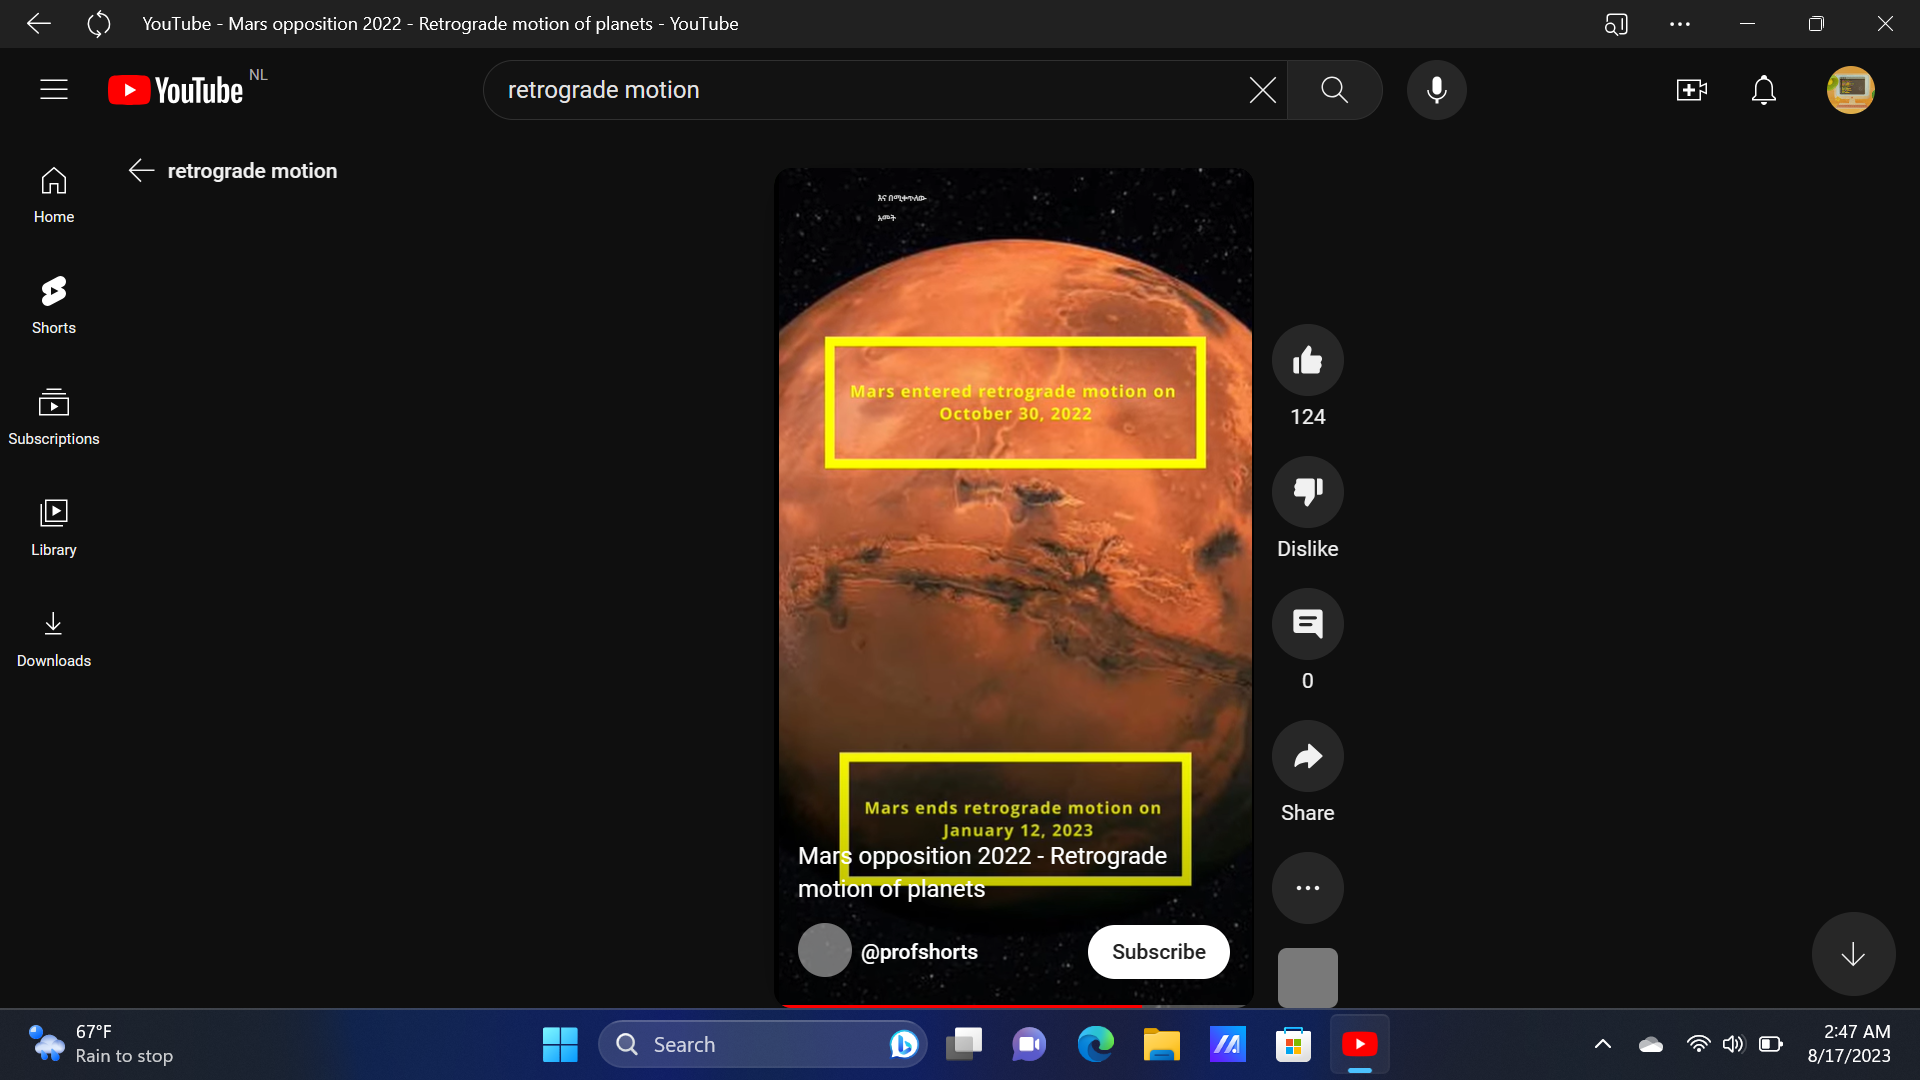 YouTube - Mars opposition 2022 - Retrograde motion of planets - YouTube
YouTube NL
retrograde motion
retrograde motion
Home
Shorts
Subscriptions
Library
Downloads
እና በሚቀጥለው
አመት
Mars entered retrograde motion on
October 30, 2022
Mars ends retrograde motion on
January 12, 2023
Mars opposition 2022 - Retrograde
motion of planets
@profshorts
Subscribe
124
Dislike
0
Share
67°F
Rain to stop
Search
2:47 AM
8/17/2023